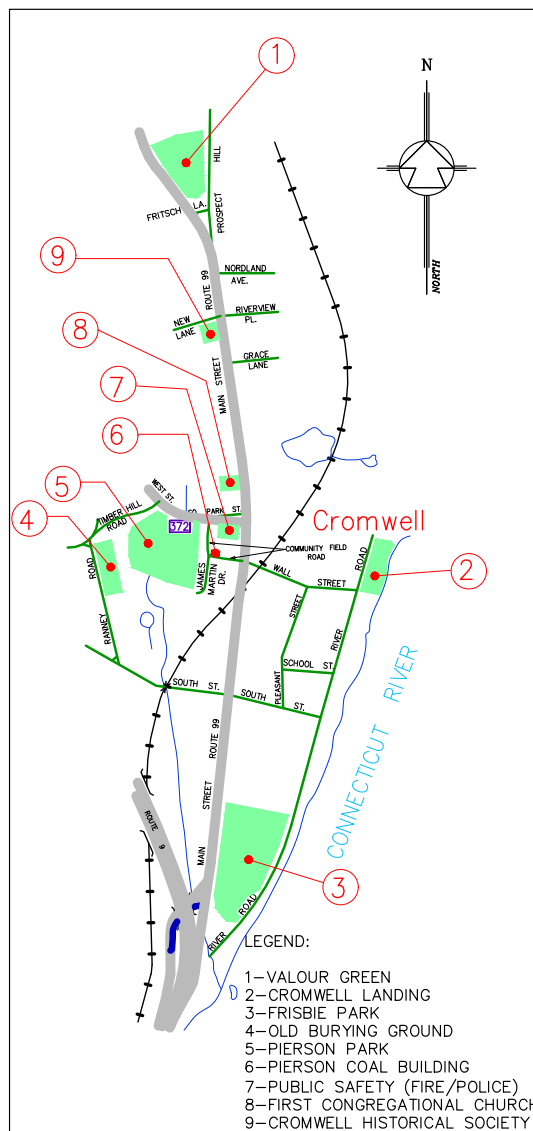 1
N
NORTH
HILL
PROSPECT
FRITSCH LA.
9
NORDLAND
AVE.
ROUTE 99
NEW
LANE
RIVERVIEW
PL.
8
GRACE
LANE
STREET
MAIN
7
6
5
WEST ST.
PARK ST.
TIMBER HILL
ROAD
372
Cromwell
4
COMMUNITY FIELD
ROAD
ROAD
RANNEY
JAMES
MARTIN
DR.
WALL
STREET
ROAD
RIVER
2
STREET
PLEASANT
SCHOOL ST.
SOUTH ST.
SOUTH
ST.
CONNECTICUT RIVER
ROUTE 99
STREET
MAIN
ROUTE 9
3
ROAD
RIVER
LEGEND:
1-VALOUR GREEN
2-CROMWELL LANDING
3-FRISBIE PARK
4-OLD BURYING GROUND
5-PIERSON PARK
6-PIERSON COAL BUILDING
7-PUBLIC SAFETY (FIRE/POLICE)
8-FIRST CONGREGATIONAL CHURCH
9-CROMWELL HISTORICAL SOCIETY